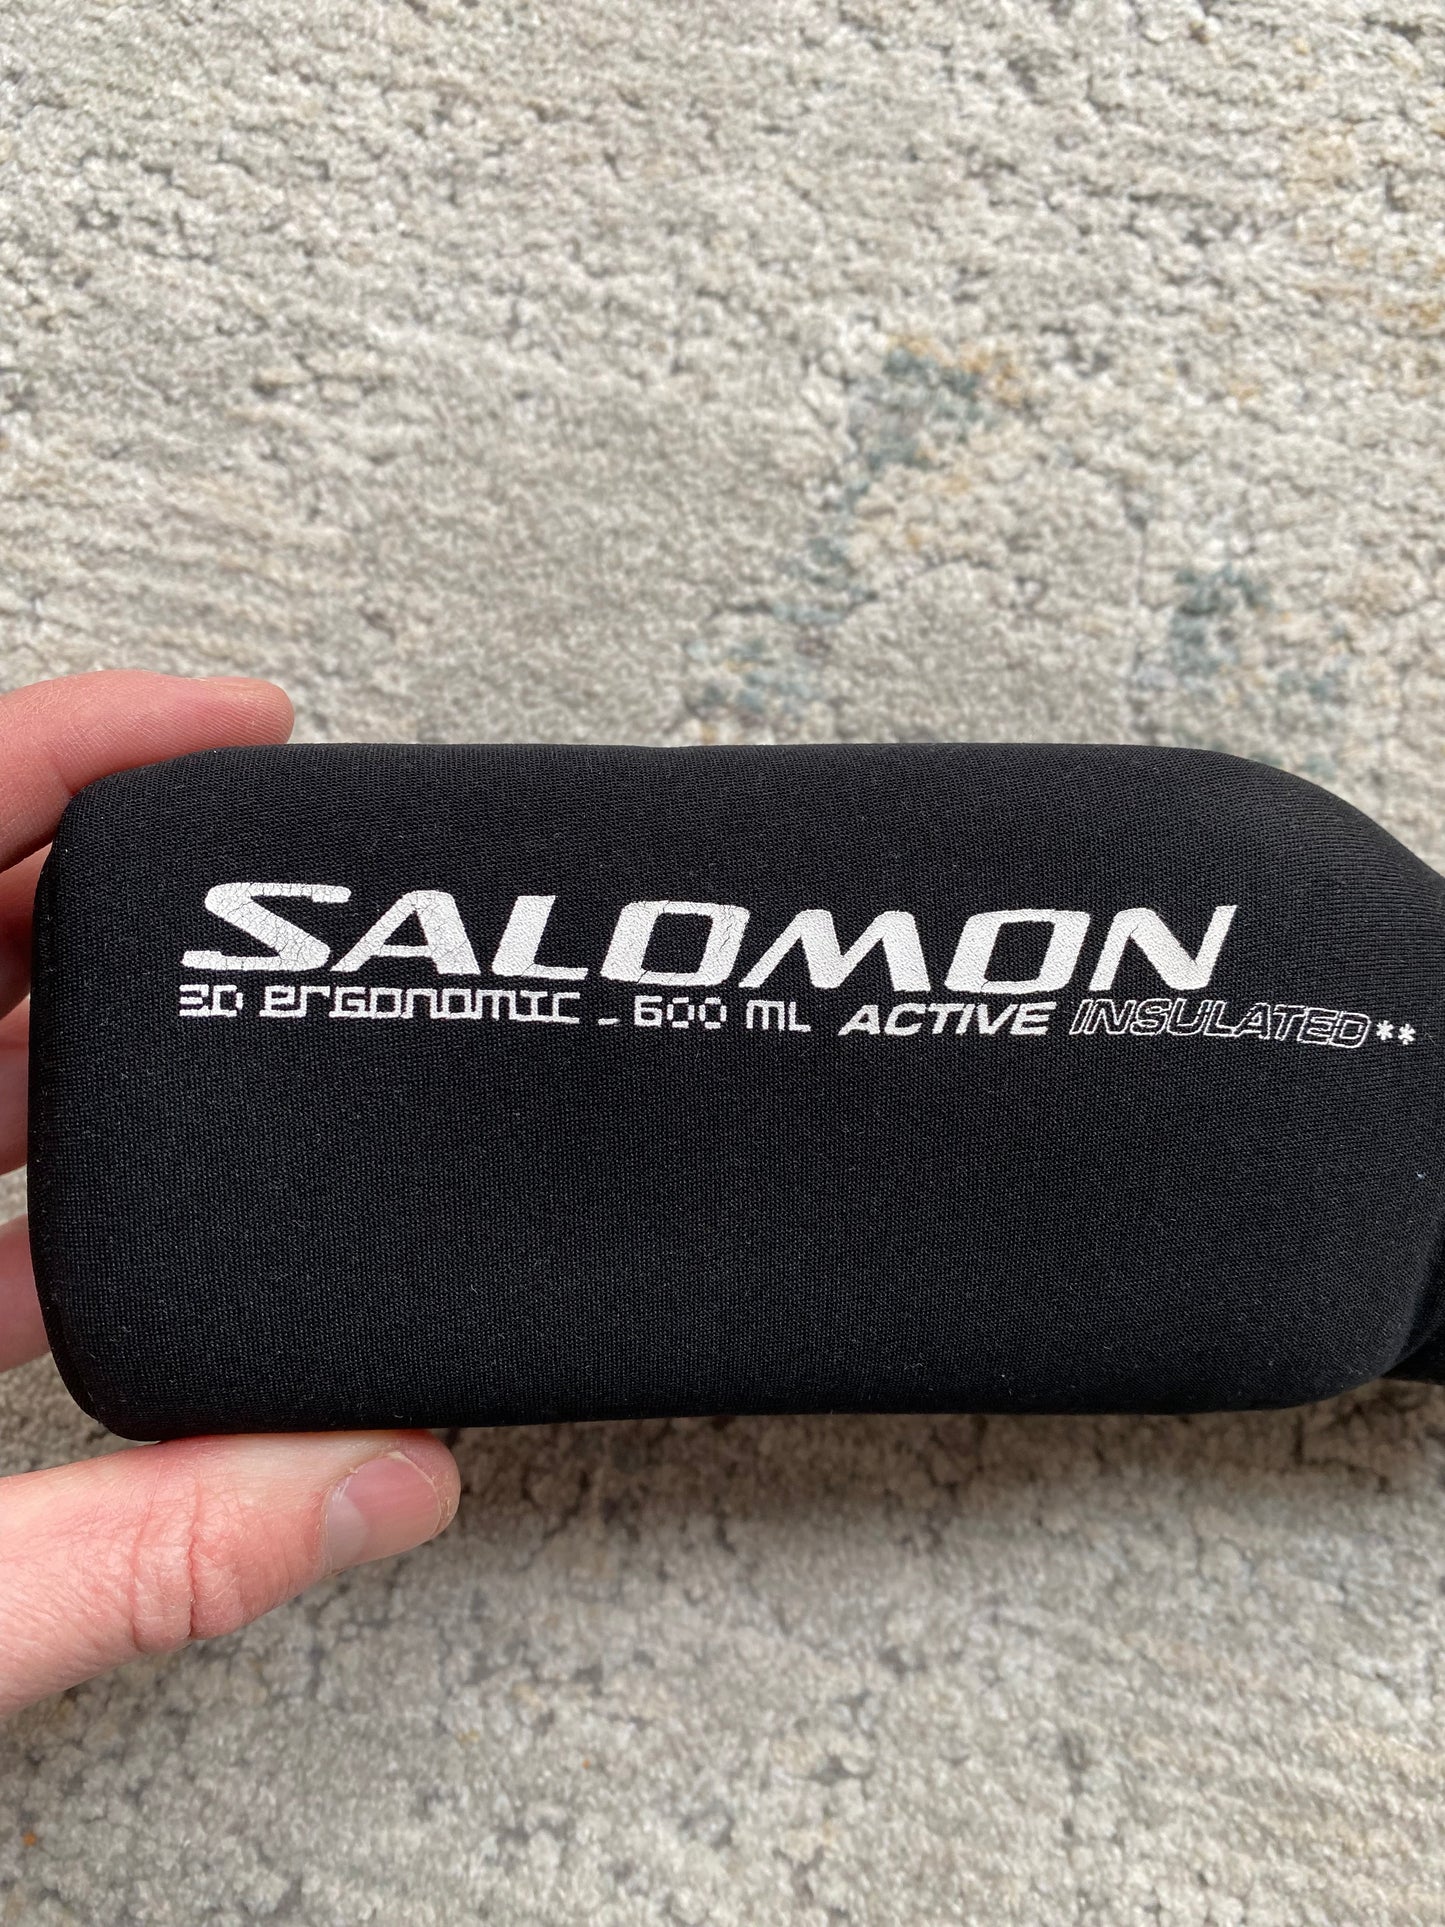 SALOMON
3D ERGONOMIC _ 600 ML ACTIVE INSULATED**